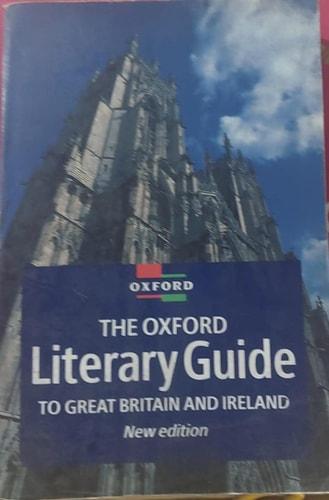 OXFORD
THE OXFORD
Literary Guide
TO GREAT BRITAIN AND IRELAND
New edition